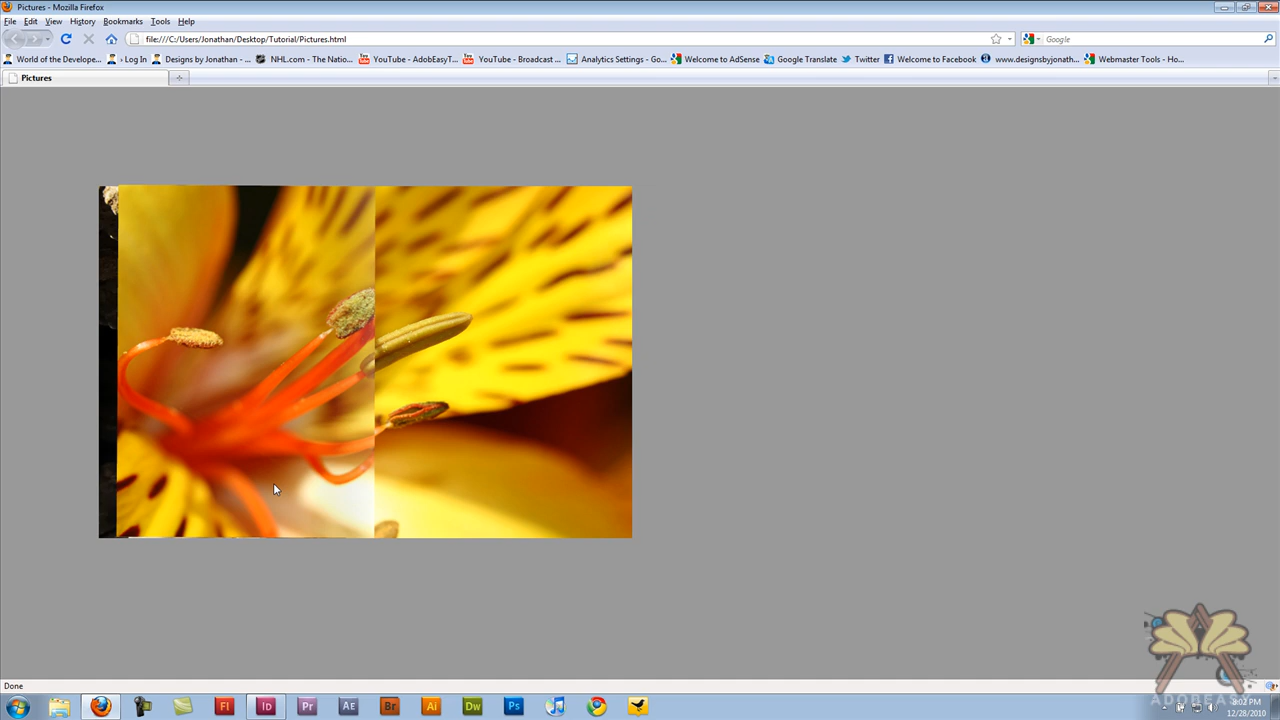 Pictures - Mozilla Firefox
File Edit View History Bookmarks Tools Help
file:///C:/Users/Jonathan/Desktop/Tutorial/Pictures.html
Google
World of the Develope... › Log In Designs by Jonathan - ... NHL.com - The Natio... YouTube - AdobEasyT... YouTube - Broadcast ... Analytics Settings - Go... Welcome to AdSense Google Translate Twitter Welcome to Facebook www.designsbyjonath... Webmaster Tools - Ho...
Pictures
Done
Fl Id Pr Ae Br Ai Dw Ps
8:02 PM
12/28/2010